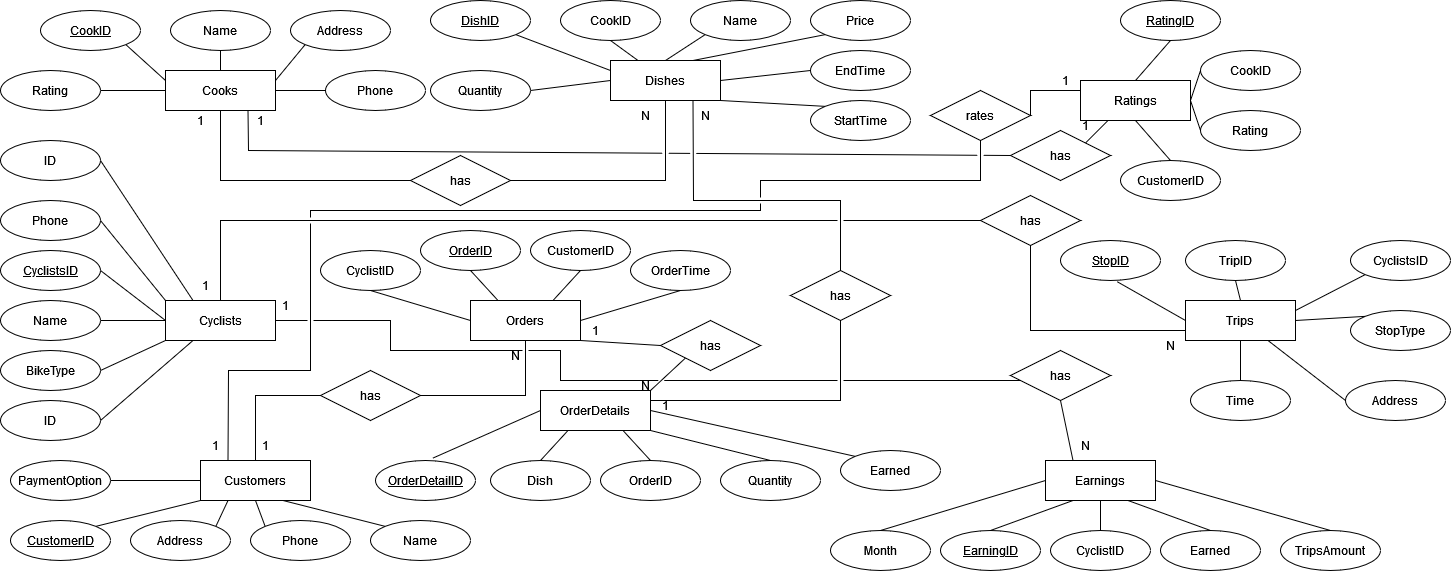 CookID
Name
Address
DishID
CookID
Name
Price
RatingID
Rating
Cooks
Phone
Quantity
Dishes
EndTime
StartTime
CookID
Ratings
Rating
CustomerID
1
1
N
N
rates
1
1
has
has
ID
Phone
CyclistsID
Name
BikeType
ID
Cyclists
1
1
has
CyclistID
OrderID
CustomerID
OrderTime
Orders
1
N
has
has
StopID
TripID
CyclistsID
StopType
Trips
N
Time
Address
has
has
N
1
OrderDetails
OrderDetailID
Dish
OrderID
Quantity
Earned
1
1
PaymentOption
Customers
CustomerID
Address
Phone
Name
N
Earnings
Month
EarningID
CyclistID
Earned
TripsAmount